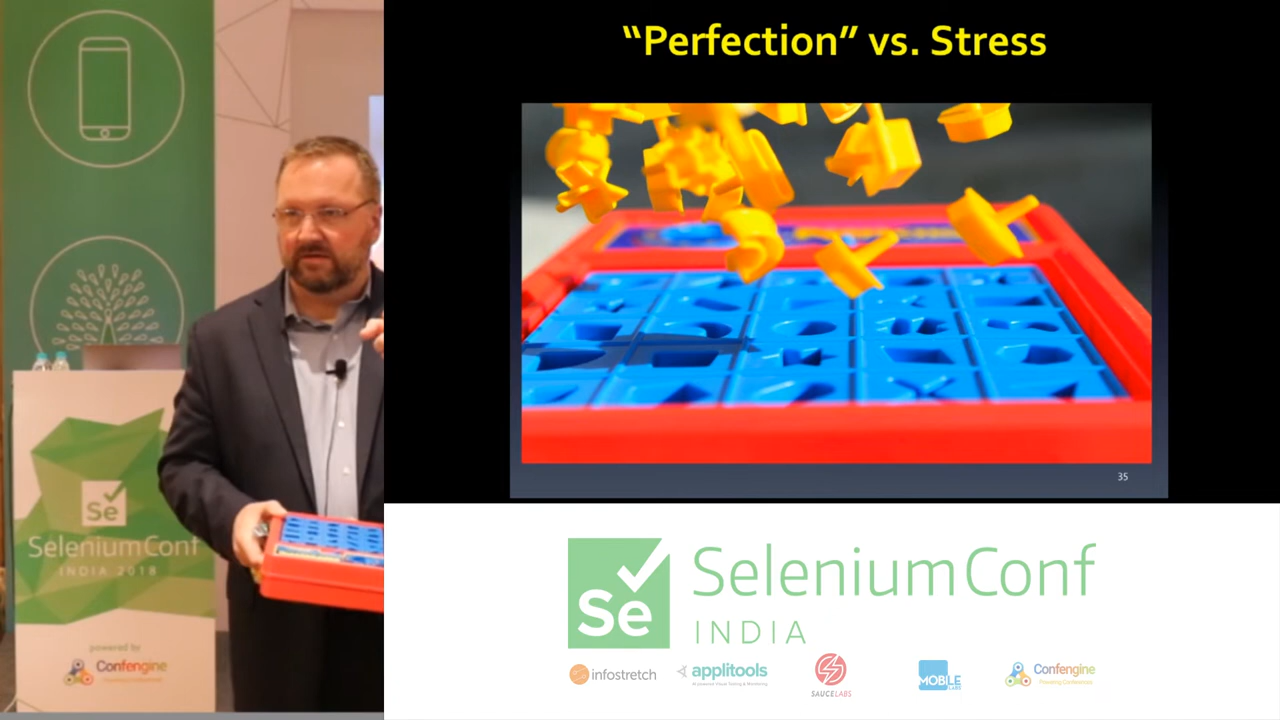 “Perfection” vs. Stress
35
Se
SeleniumConf
INDIA
infostretch
applitools
SAUCELABS
MOBILE
LABS
Confengine
Se
SeleniumConf
INDIA 2018
powered by
Confengine